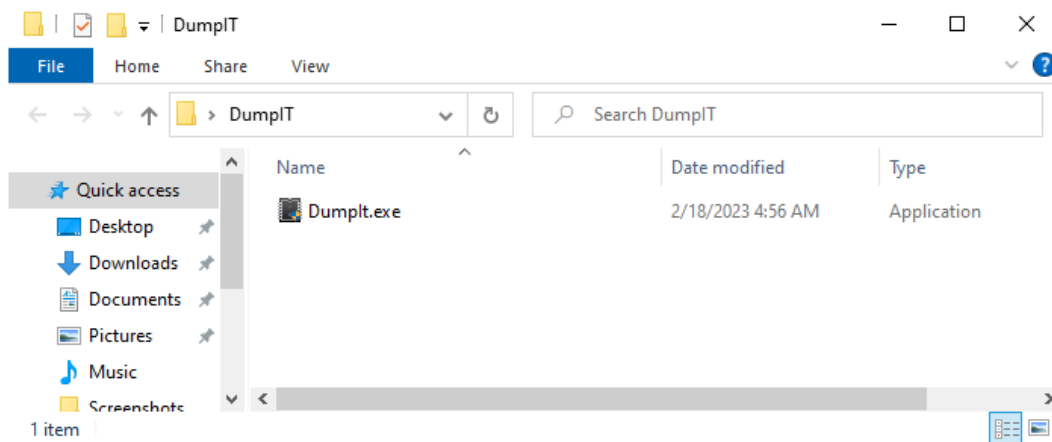 DumpIT
File Home Share View
DumpIT Search DumpIT
Name Date modified Type
Quick access
DumpIt.exe 2/18/2023 4:56 AM Application
Desktop
Downloads
Documents
Pictures
Music
Screenshots
1 item